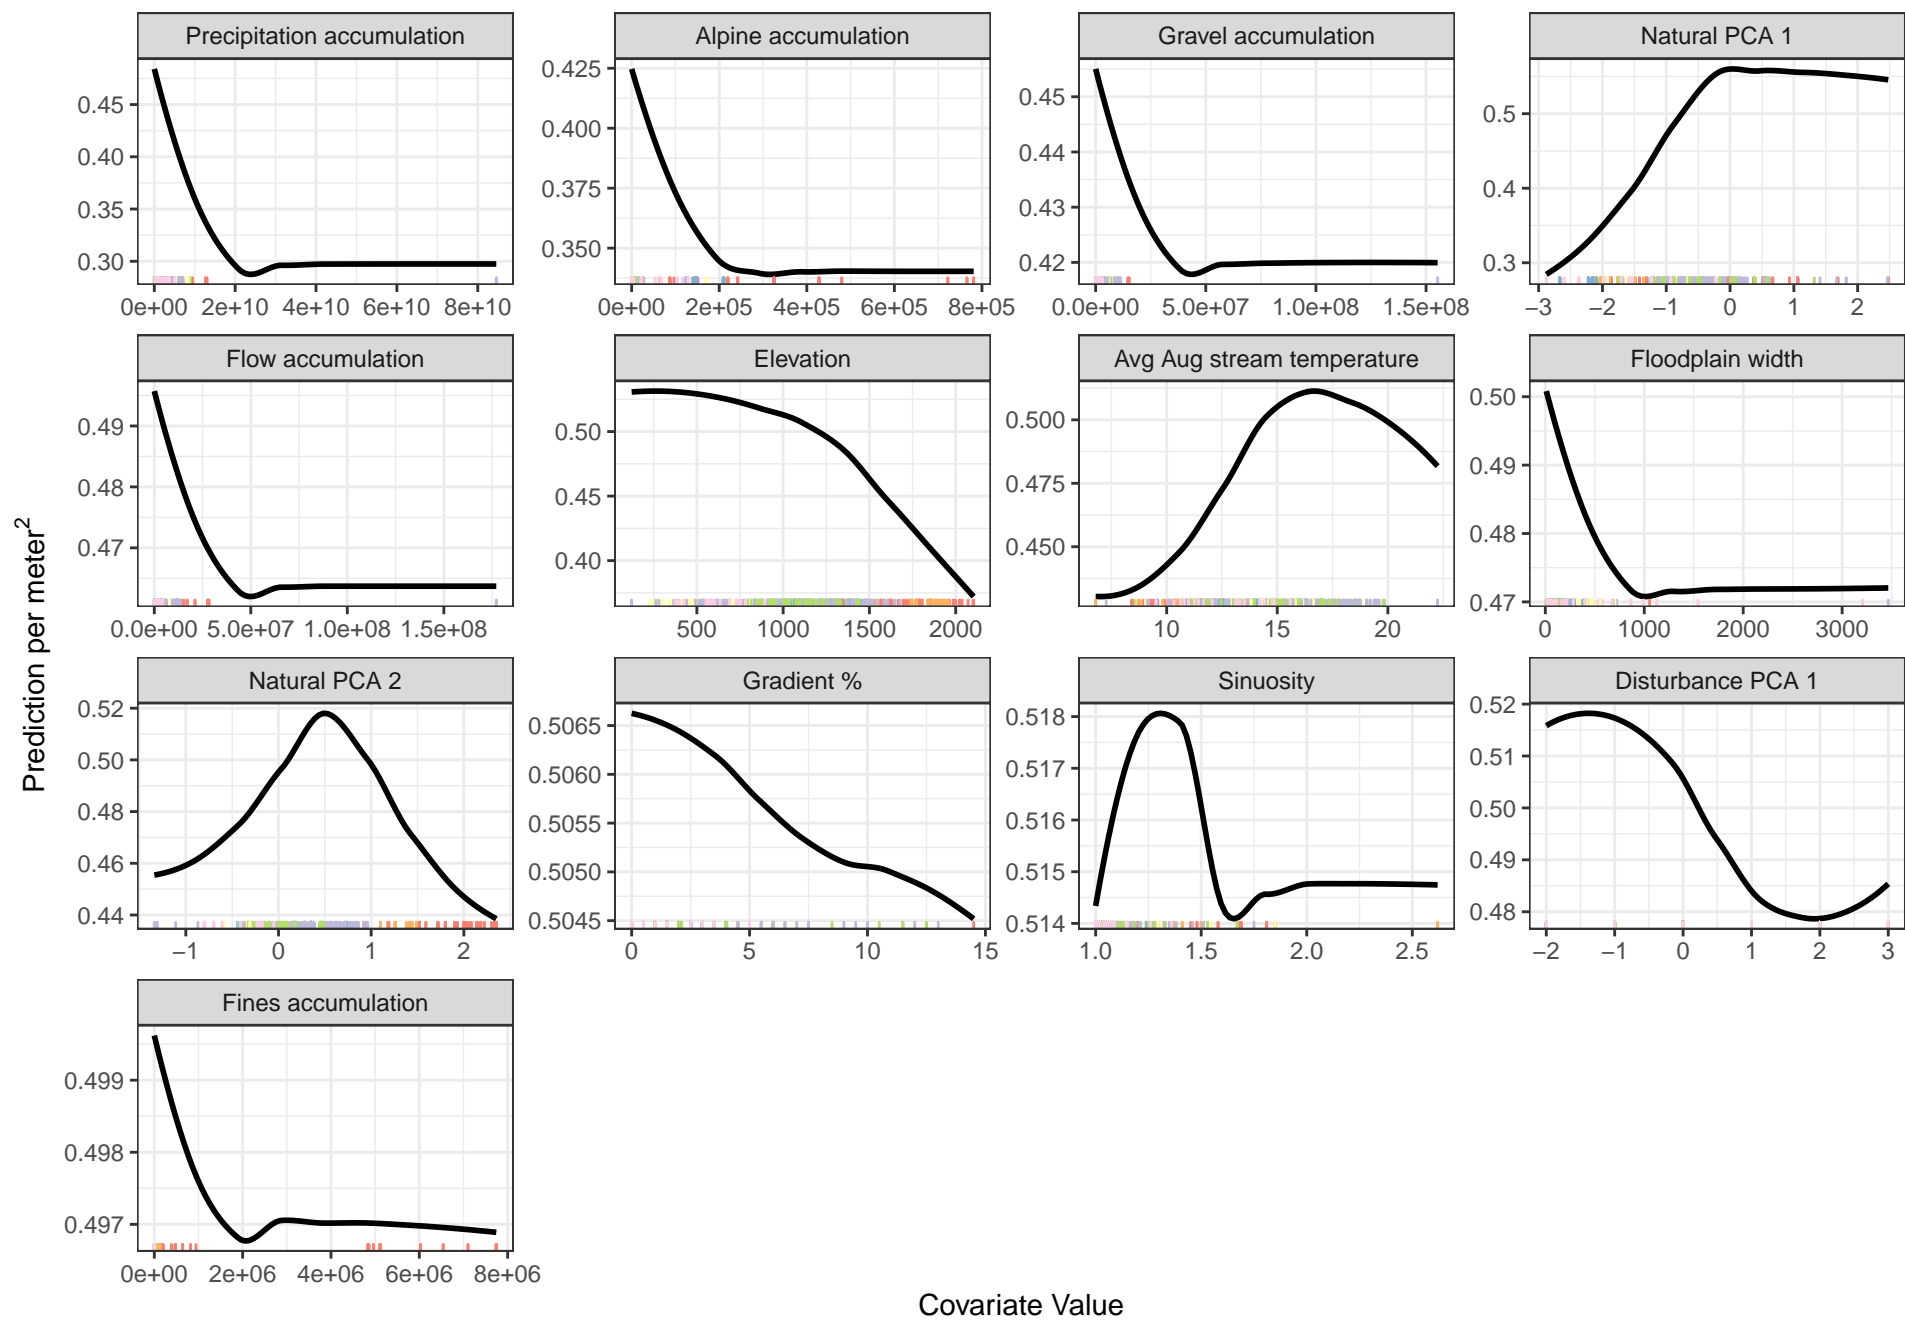 Precipitation accumulation
Alpine accumulation
Gravel accumulation
Natural PCA 1
0.45
0.40
0.35
0.30
0e+00 2e+10 4e+10 6e+10 8e+10
0.425
0.400
0.375
0.350
0e+00 2e+05 4e+05 6e+05 8e+05
0.45
0.44
0.43
0.42
0.0e+00 5.0e+07 1.0e+08 1.5e+08
0.5
0.4
0.3
−3 −2 −1 0 1 2
Flow accumulation
Elevation
Avg Aug stream temperature
Floodplain width
0.49
0.48
0.47
0.0e+00 5.0e+07 1.0e+08 1.5e+08
0.50
0.45
0.40
500 1000 1500 2000
0.500
0.475
0.450
10 15 20
0.50
0.49
0.48
0.47
0 1000 2000 3000
Natural PCA 2
Gradient %
Sinuosity
Disturbance PCA 1
0.52
0.50
0.48
0.46
0.44
−1 0 1 2
0.5065
0.5060
0.5055
0.5050
0.5045
0 5 10 15
0.518
0.517
0.516
0.515
0.514
1.0 1.5 2.0 2.5
0.52
0.51
0.50
0.49
0.48
−2 −1 0 1 2 3
Fines accumulation
0.499
0.498
0.497
0e+00 2e+06 4e+06 6e+06 8e+06
Prediction per meter²
Covariate Value